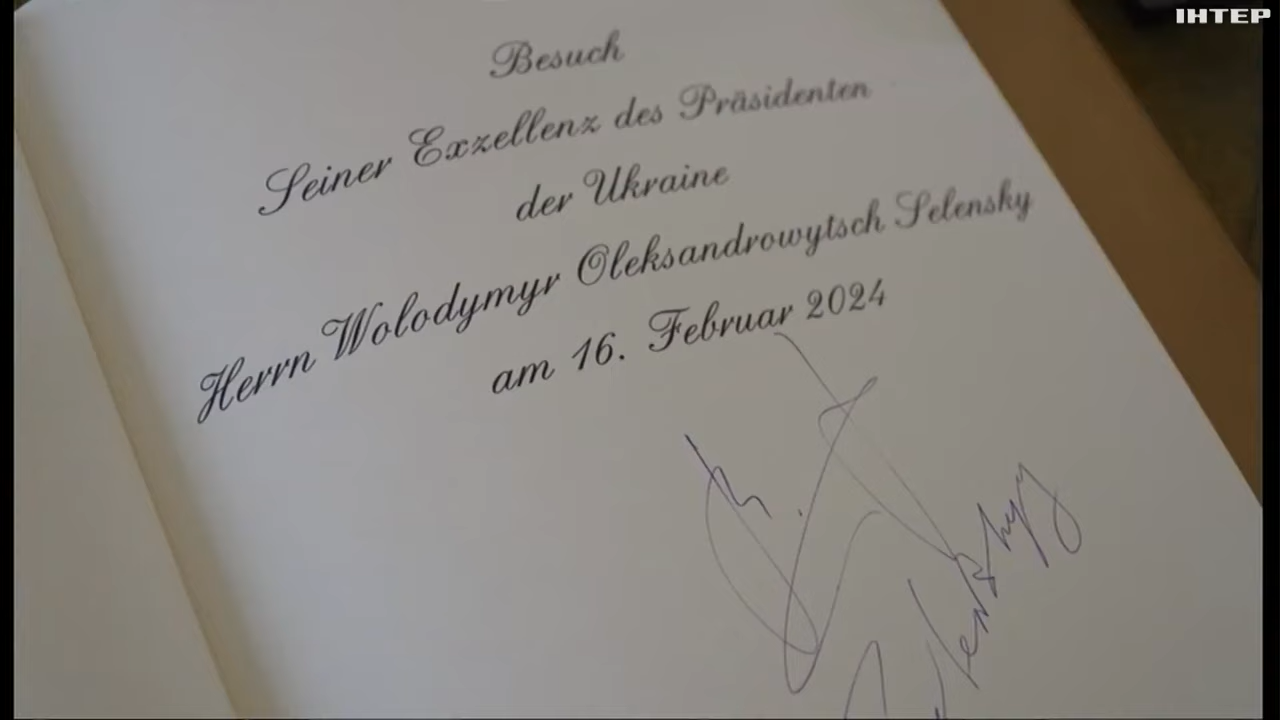 ІНТЕР
Besuch
Seiner Exzellenz des Präsidenten
der Ukraine
Herrn Wolodymyr Oleksandrowytsch Selensky
am 16. Februar 2024